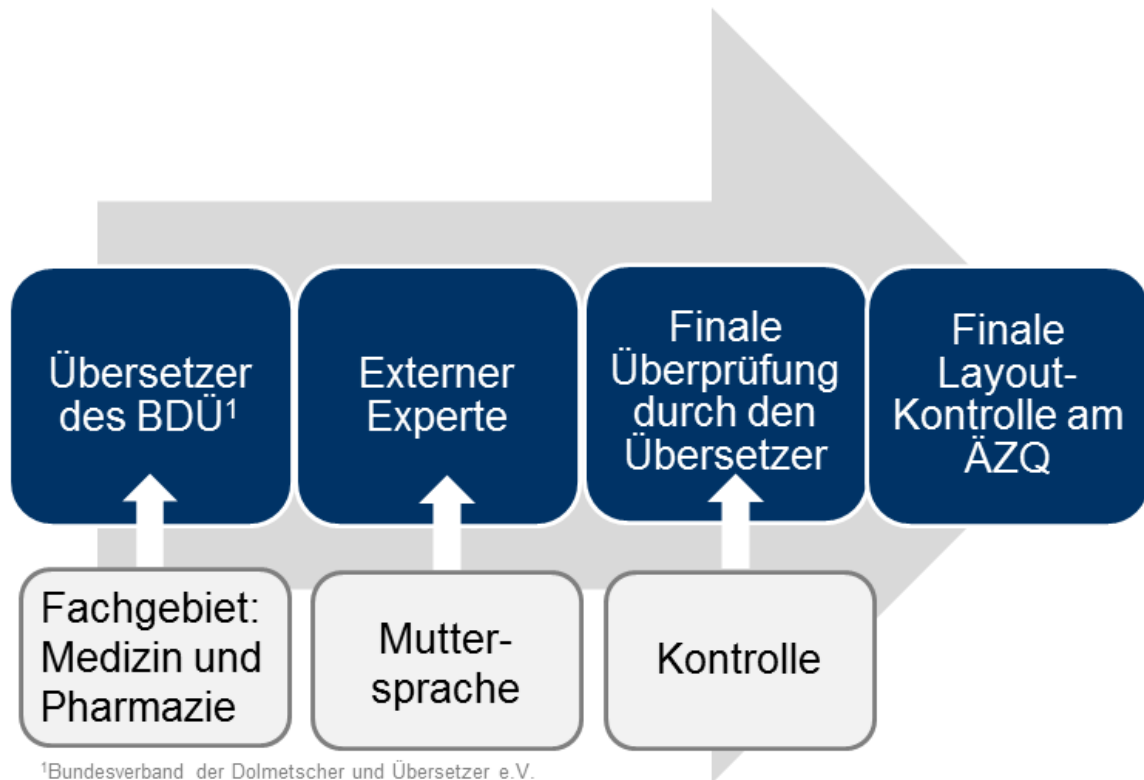 Übersetzer
des BDÜ¹
Externer
Experte
Finale
Überprüfung
durch den
Übersetzer
Finale
Layout-
Kontrolle am
ÄZQ
Fachgebiet:
Medizin und
Pharmazie
Mutter-
sprache
Kontrolle
¹Bundesverband der Dolmetscher und Übersetzer e.V.